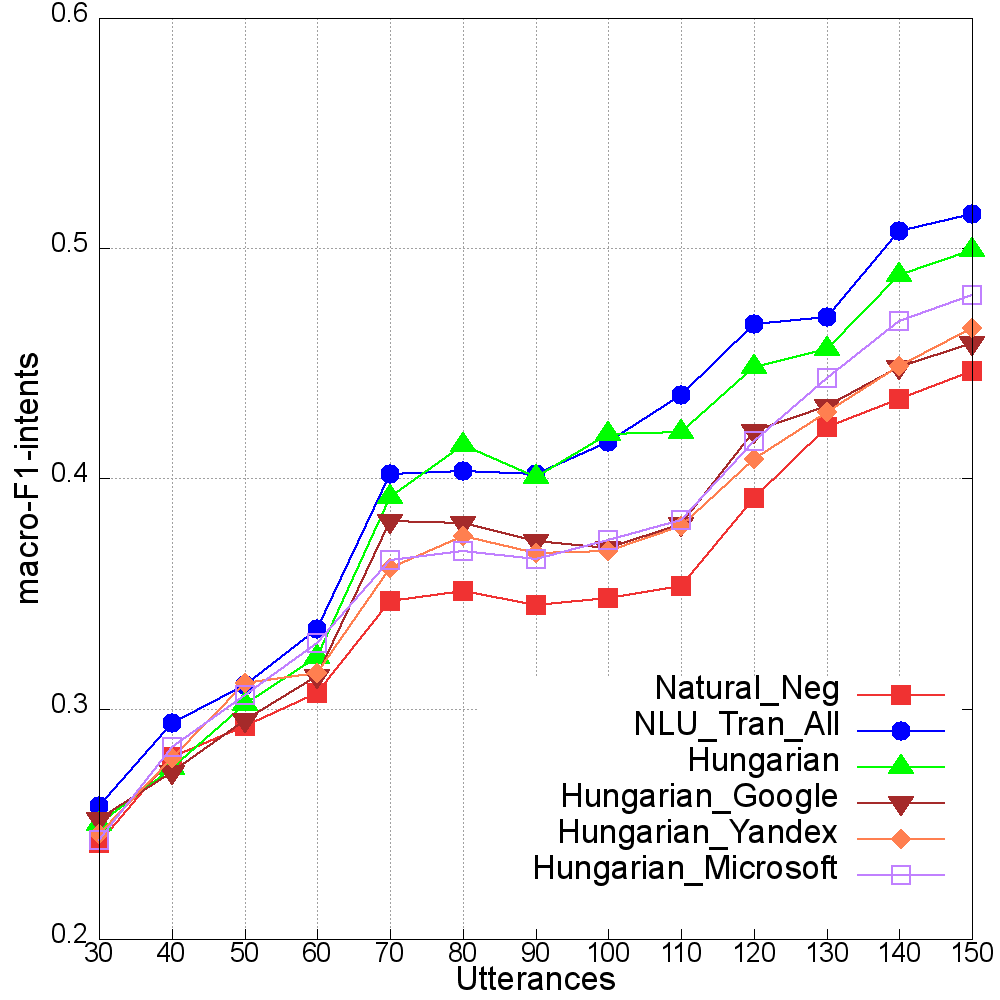 0.6
0.5
0.4
0.3
0.2
macro-F1-intents
Natural_Neg
NLU_Tran_All
Hungarian
Hungarian_Google
Hungarian_Yandex
Hungarian_Microsoft
30 40 50 60 70 80 90 100 110 120 130 140 150
Utterances